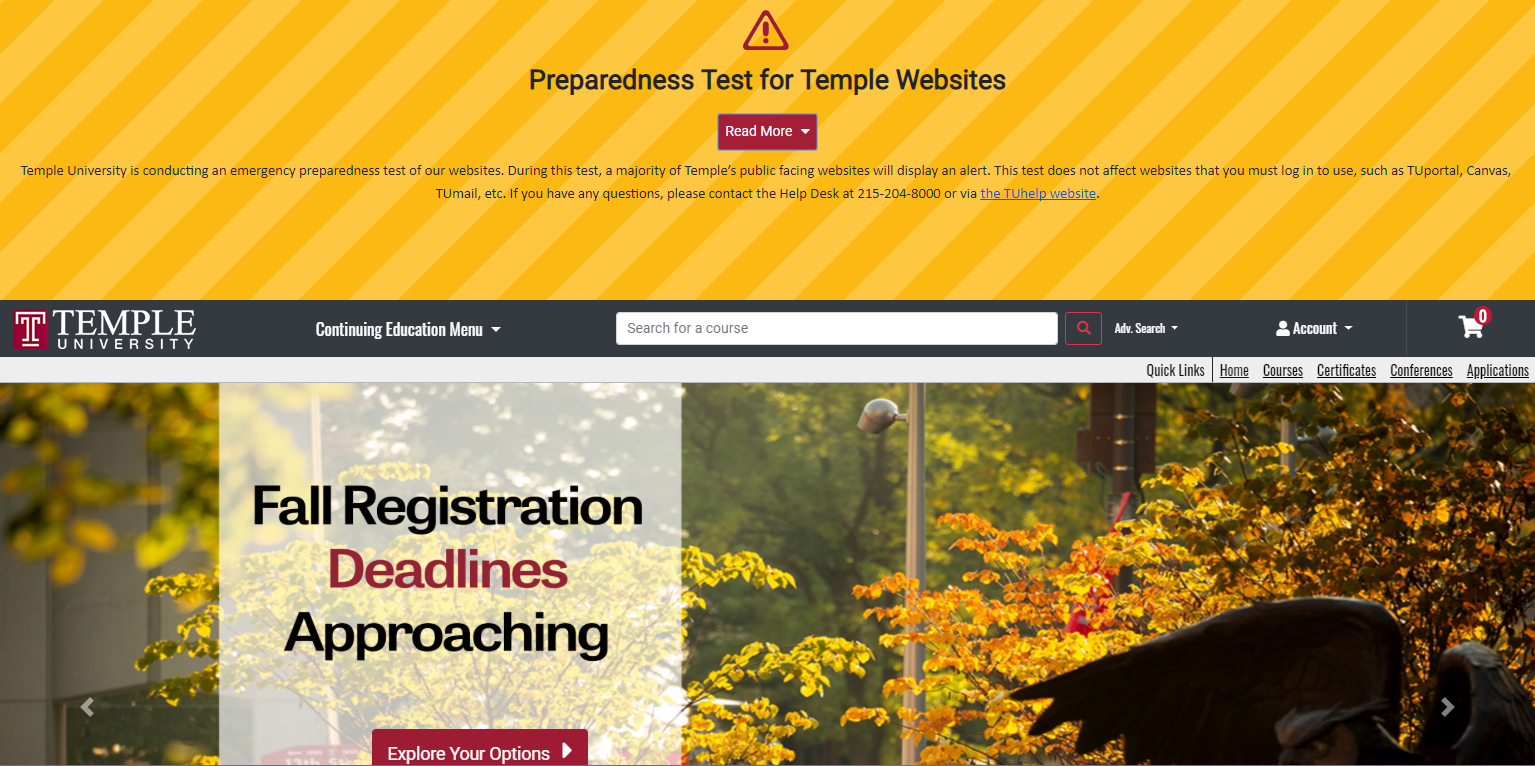 Preparedness Test for Temple Websites
Read More
Temple University is conducting an emergency preparedness test of our websites. During this test, a majority of Temple's public facing websites will display an alert. This test does not affect websites that you must log in to use, such as TUportal, Canvas,
TUmail, etc. If you have any questions, please contact the Help Desk at 215-204-8000 or via the TUhelp website.
TEMPLE
UNIVERSITY
Continuing Education Menu
Search for a course
Adv. Search
Account
0
Quick Links Home Courses Certificates Conferences Applications
Fall Registration
Deadlines
Approaching
Explore Your Options